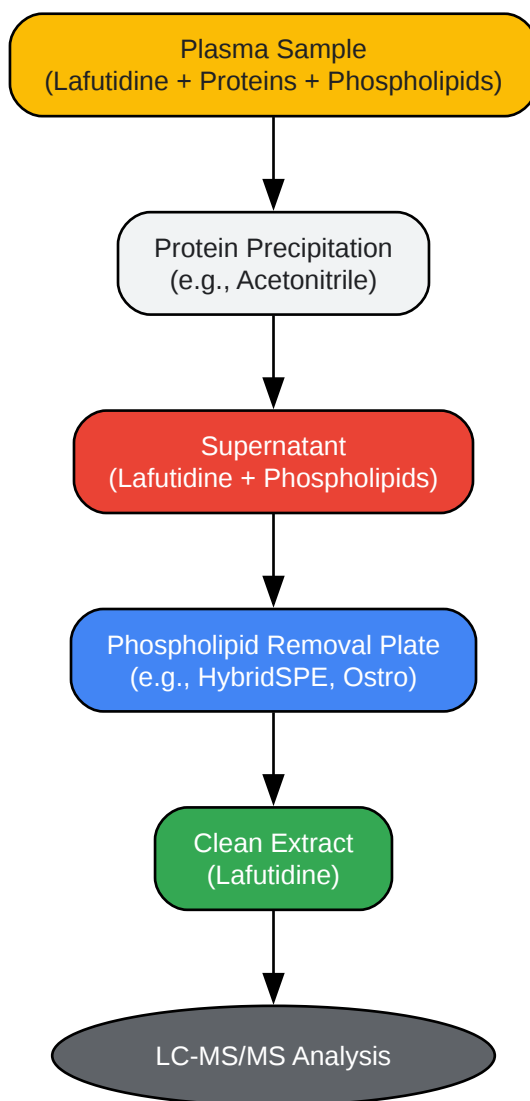 Plasma Sample
(Lafutidine + Proteins + Phospholipids)
Protein Precipitation
(e.g., Acetonitrile)
Supernatant
(Lafutidine + Phospholipids)
Phospholipid Removal Plate
(e.g., HybridSPE, Ostro)
Clean Extract
(Lafutidine)
LC-MS/MS Analysis